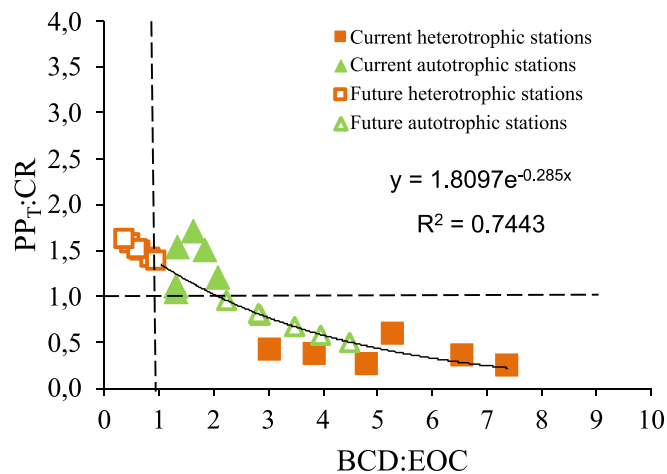 4,0
3,5
3,0
2,5
2,0
1,5
1,0
0,5
0,0
PP_T:CR
Current heterotrophic stations
Current autotrophic stations
Future heterotrophic stations
Future autotrophic stations
y = 1.8097e^-0.285x
R² = 0.7443
0 1 2 3 4 5 6 7 8 9 10
BCD:EOC